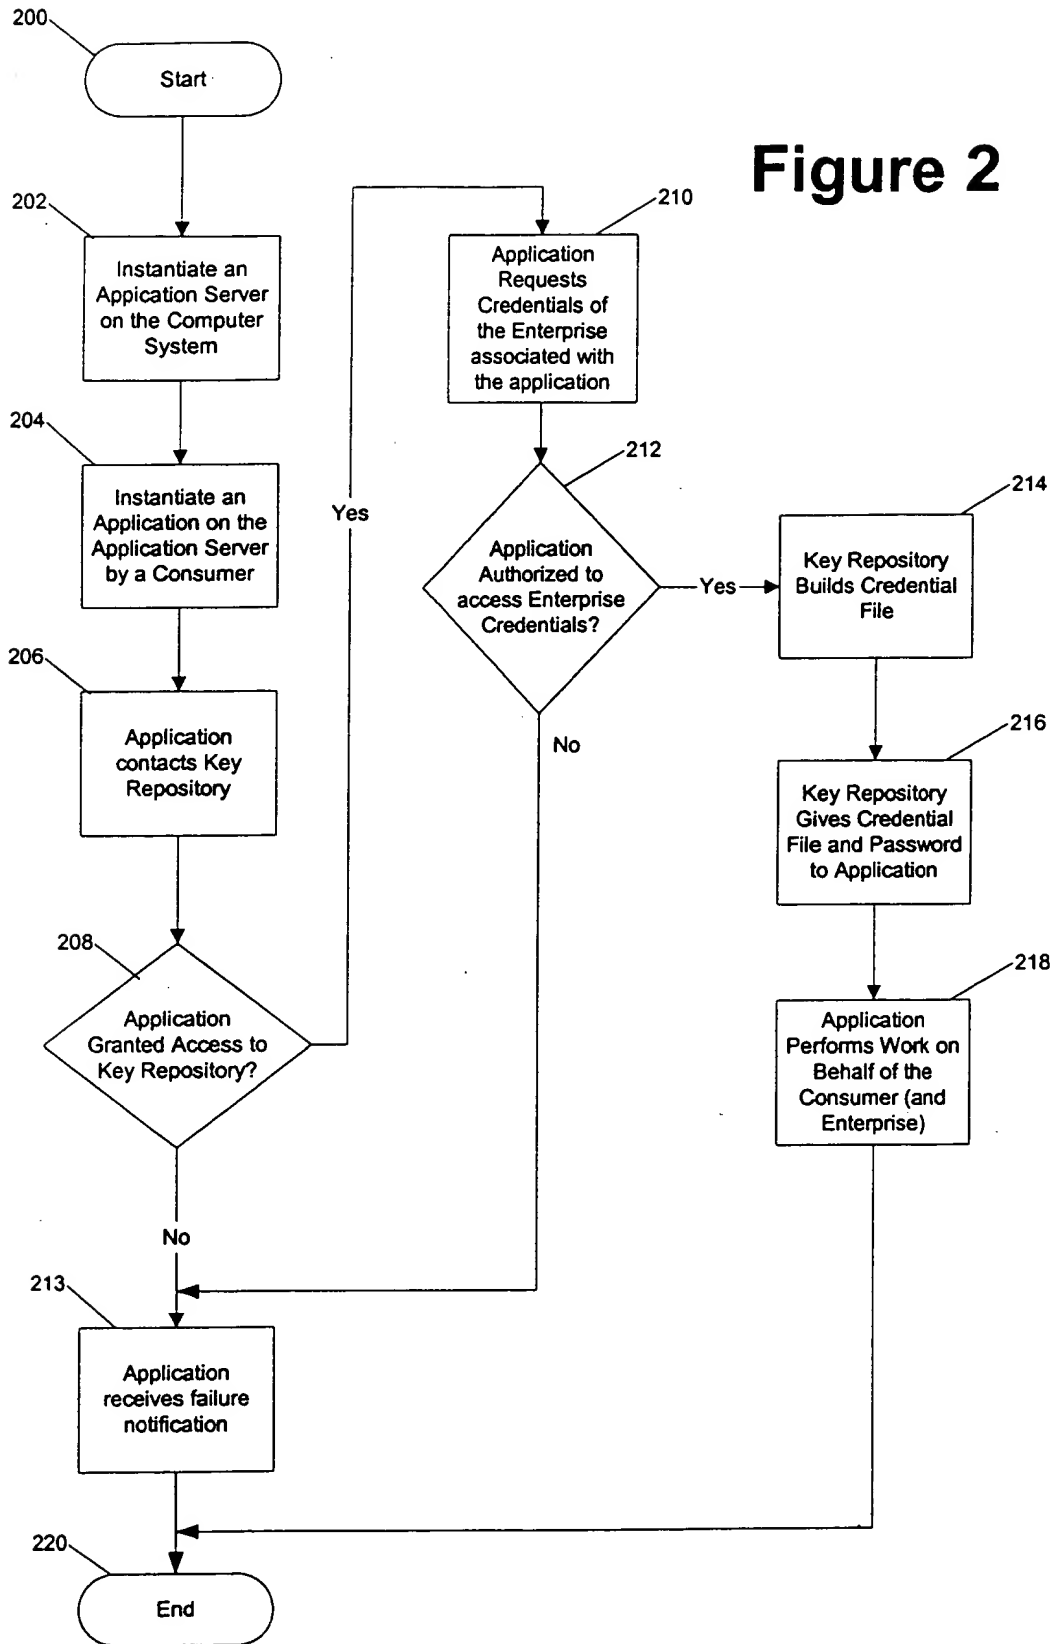 200
Start
Figure 2
202
Instantiate an
Appication Server
on the Computer
System
204
Instantiate an
Application on the
Application Server
by a Consumer
206
Application
contacts Key
Repository
208
Application
Granted Access to
Key Repository?
Yes
No
210
Application
Requests
Credentials of
the Enterprise
associated with
the application
212
Application
Authorized to
access Enterprise
Credentials?
Yes
No
214
Key Repository
Builds Credential
File
216
Key Repository
Gives Credential
File and Password
to Application
218
Application
Performs Work on
Behalf of the
Consumer (and
Enterprise)
213
Application
receives failure
notification
220
End